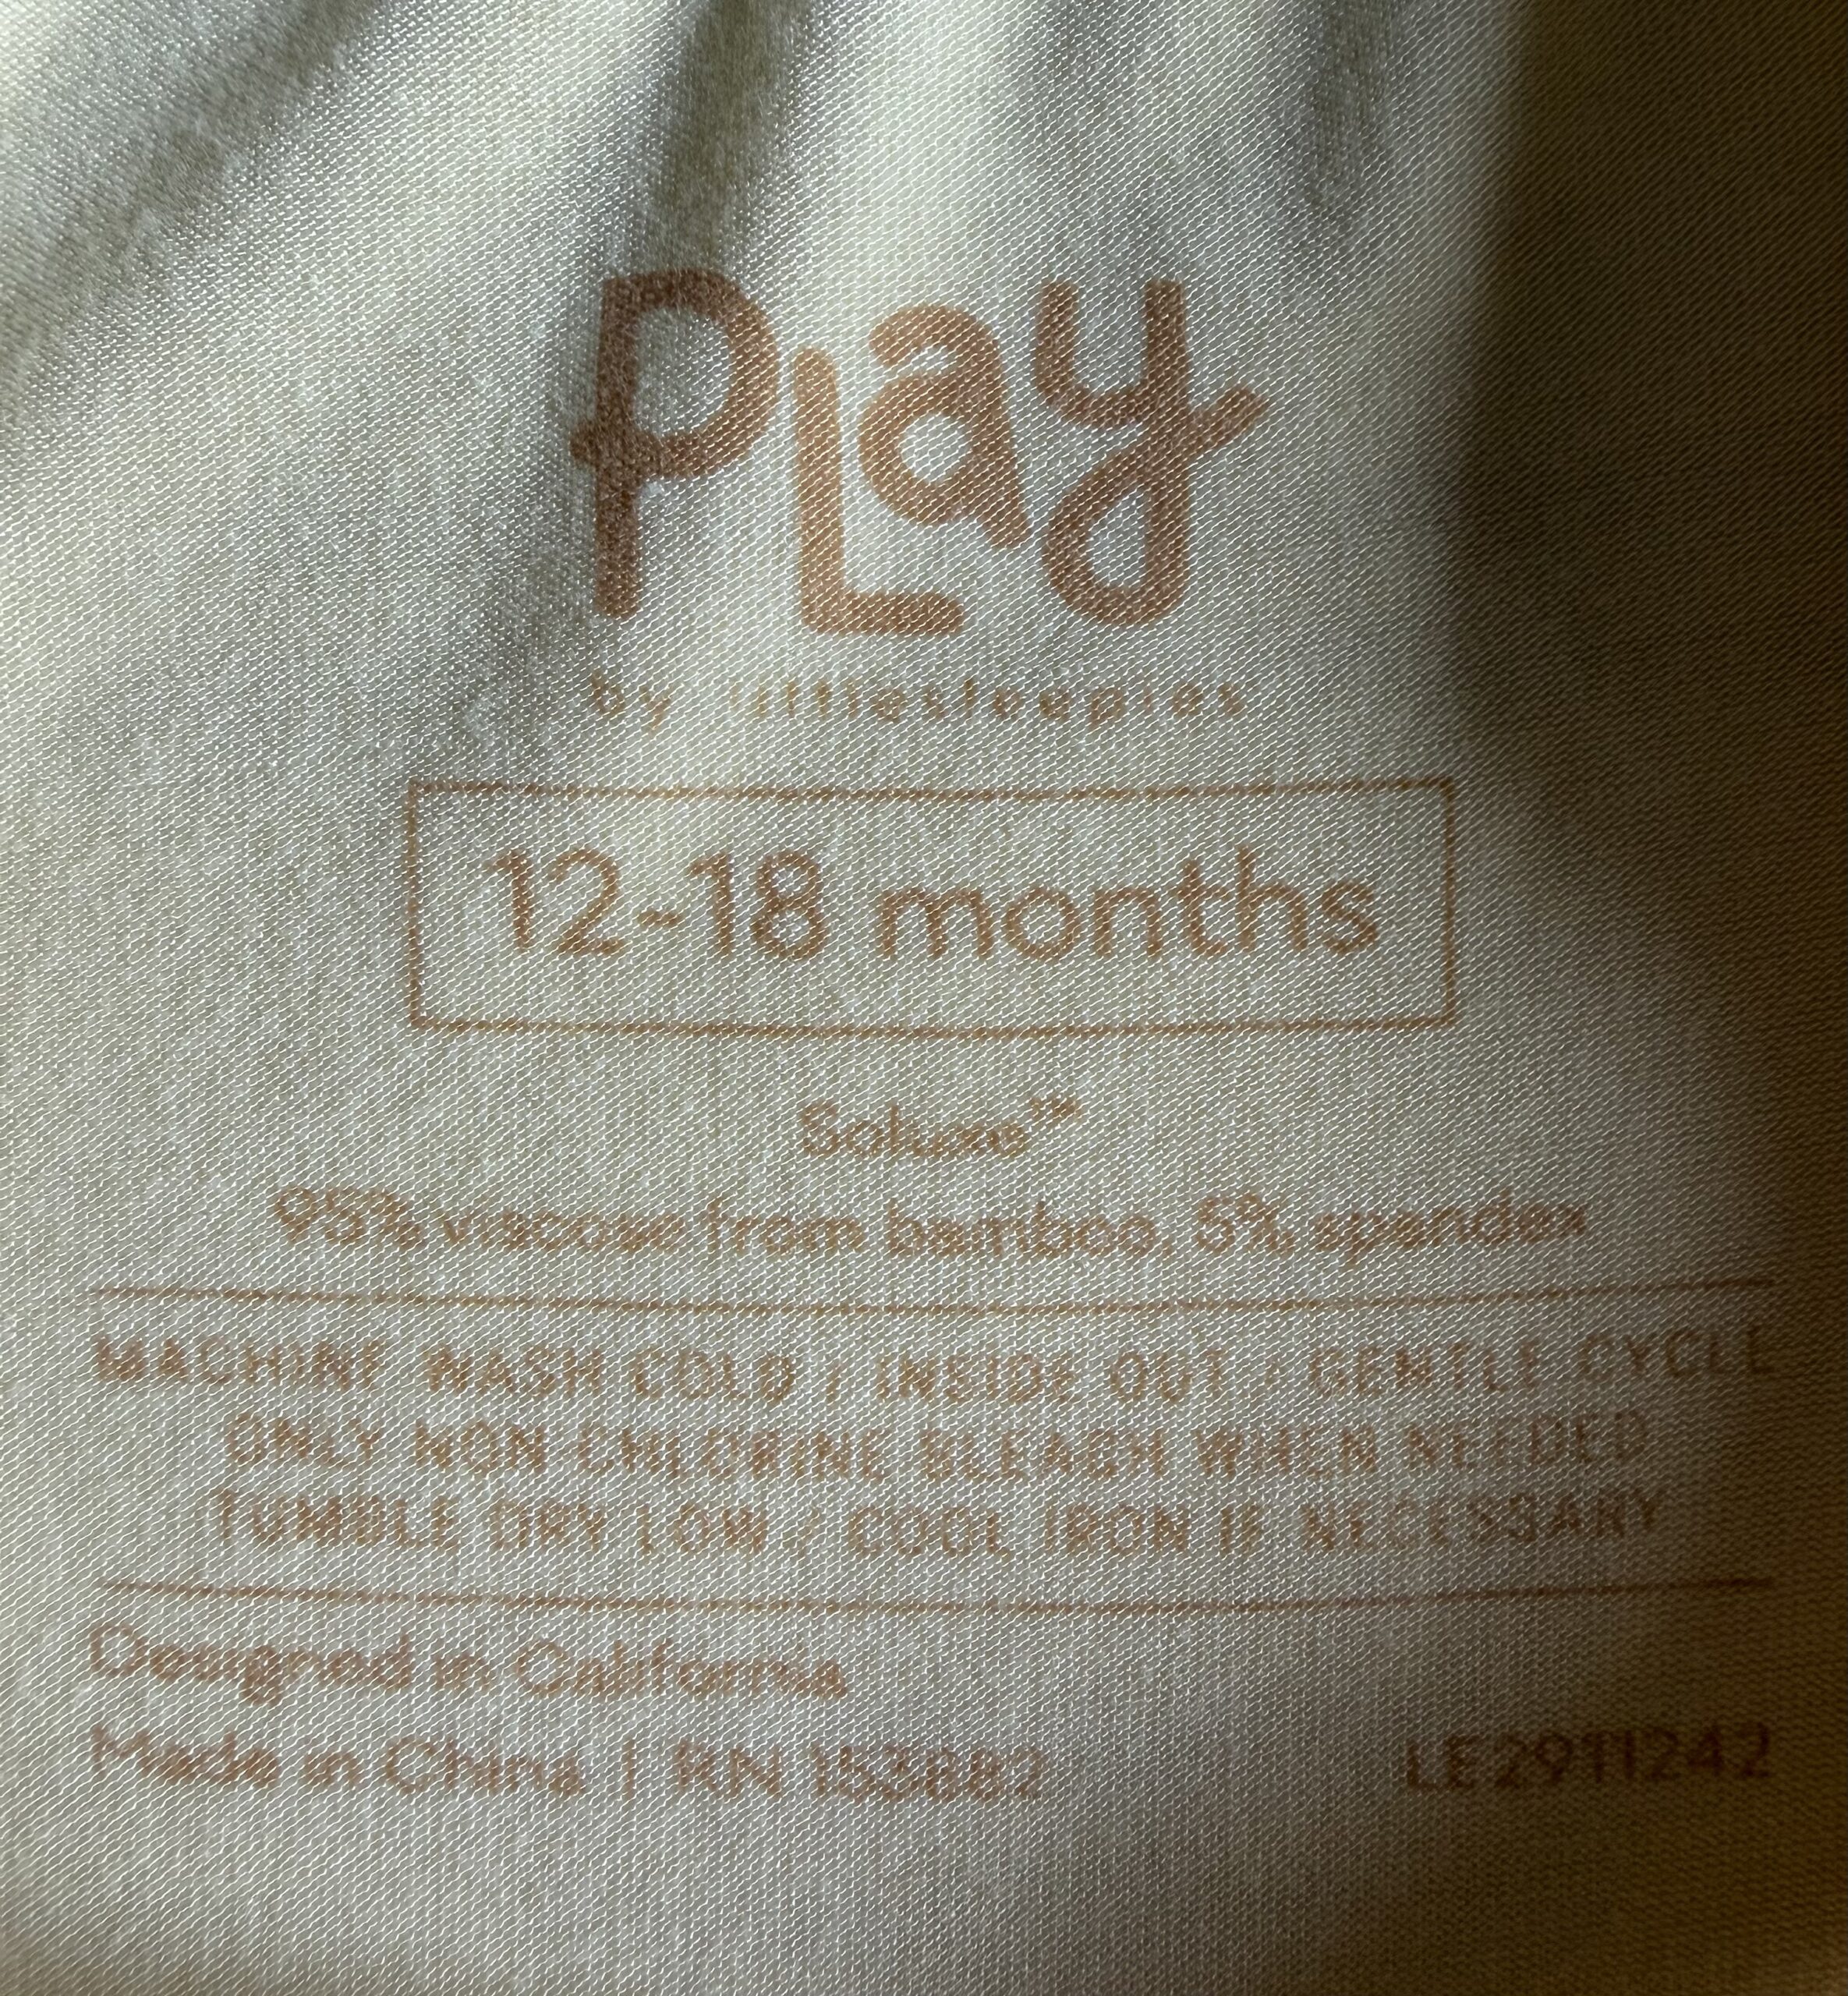 PLay
by littlesleepies
12-18 months
Soluxe™
95% viscose from bamboo, 5% spandex
MACHINE WASH COLD / INSIDE OUT / GENTLE CYCLE
ONLY NON-CHLORINE BLEACH WHEN NEEDED
TUMBLE DRY LOW / COOL IRON IF NECESSARY
Designed in California
Made in China | RN 153882
LE2911242